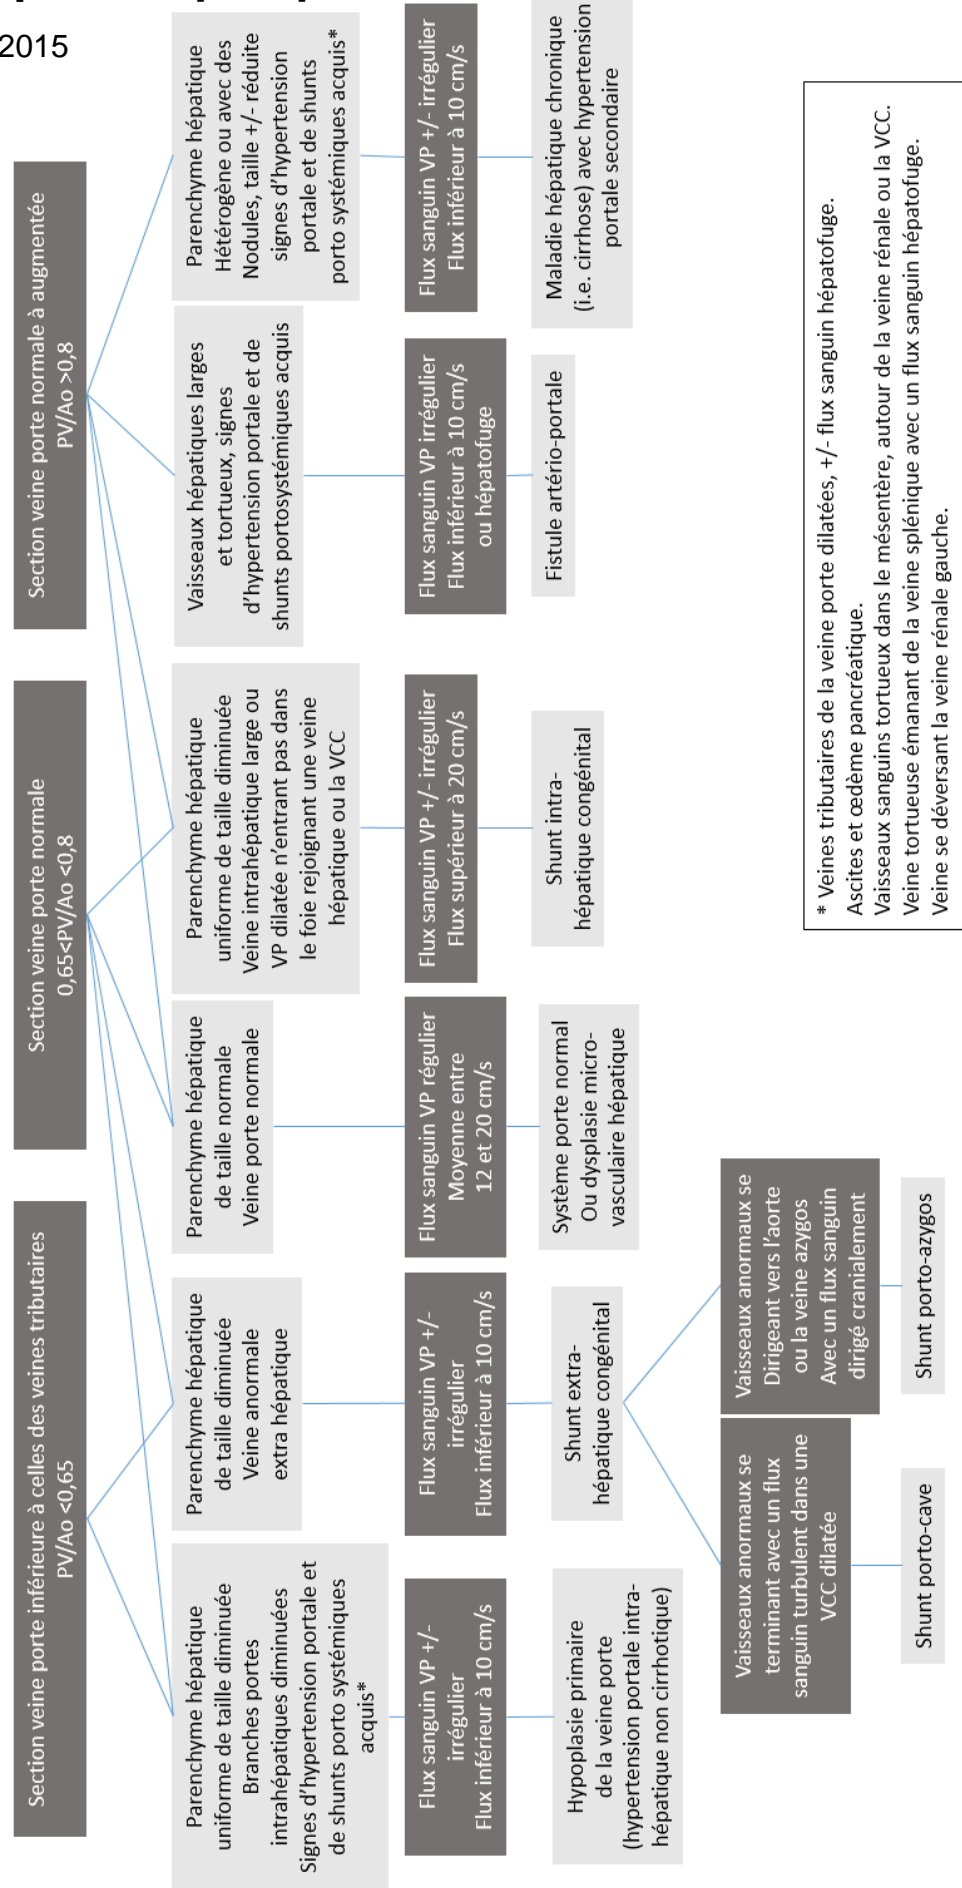 2015
Section veine porte inférieure à celles des veines tributaires
PV/Ao <0,65
Section veine porte normale
0,65<PV/Ao <0,8
Section veine porte normale à augmentée
PV/Ao >0,8
Parenchyme hépatique
uniforme de taille diminuée
Branches portes
intrahépatiques diminuées
Signes d'hypertension portale et
de shunts porto systémiques
acquis*
Parenchyme hépatique
de taille diminuée
Veine anormale
extra hépatique
Parenchyme hépatique
de taille normale
Veine porte normale
Parenchyme hépatique
uniforme de taille diminuée
Veine intrahépatique large ou
VP dilatée n'entrant pas dans
le foie rejoignant une veine
hépatique ou la VCC
Vaisseaux hépatiques larges
et tortueux, signes
d'hypertension portale et de
shunts portosystémiques acquis
Parenchyme hépatique
Hétérogène ou avec des
Nodules, taille +/- réduite
signes d'hypertension
portale et de shunts
porto systémiques acquis*
Flux sanguin VP +/-
irrégulier
Flux inférieur à 10 cm/s
Flux sanguin VP +/-
irrégulier
Flux inférieur à 10 cm/s
Flux sanguin VP régulier
Moyenne entre
12 et 20 cm/s
Flux sanguin VP +/- irrégulier
Flux supérieur à 20 cm/s
Flux sanguin VP irrégulier
Flux inférieur à 10 cm/s
ou hépatofuge
Flux sanguin VP +/- irrégulier
Flux inférieur à 10 cm/s
Hypoplasie primaire
de la veine porte
(hypertension portale intra-
hépatique non cirrhotique)
Shunt extra-
hépatique congénital
Système porte normal
Ou dysplasie micro-
vasculaire hépatique
Shunt intra-
hépatique congénital
Fistule artério-portale
Maladie hépatique chronique
(i.e. cirrhose) avec hypertension
portale secondaire
Vaisseaux anormaux se
terminant avec un flux
sanguin turbulent dans une
VCC dilatée
Vaisseaux anormaux se
Dirigeant vers l'aorte
ou la veine azygos
Avec un flux sanguin
dirigé cranialement
Shunt porto-cave
Shunt porto-azygos
* Veines tributaires de la veine porte dilatées, +/- flux sanguin hépatofuge.
Ascites et œdème pancréatique.
Vaisseaux sanguins tortueux dans le mésentère, autour de la veine rénale ou la VCC.
Veine tortueuse émanant de la veine splénique avec un flux sanguin hépatofuge.
Veine se déversant la veine rénale gauche.